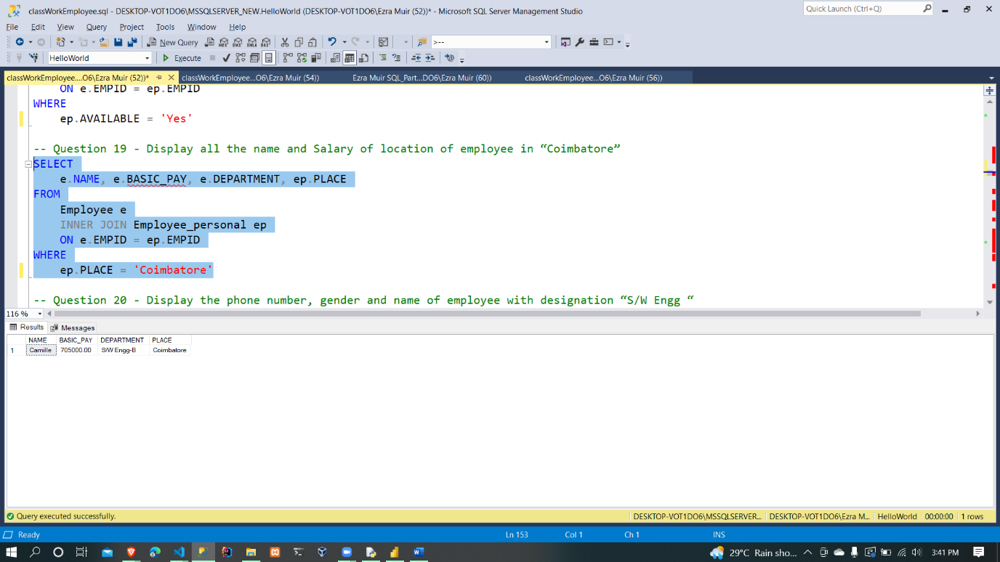 classWorkEmployee.sql - DESKTOP-VOT1DO6\MSSQLSERVER_NEW.HelloWorld (DESKTOP-VOT1DO6\Ezra Muir (52))* - Microsoft SQL Server Management Studio
Quick Launch (Ctrl+Q)
File Edit View Query Project Tools Window Help
New Query >--
HelloWorld Execute
classWorkEmployee....O6\Ezra Muir (52))* classWorkEmployee...O6\Ezra Muir (54)) Ezra Muir SQL_Part...DO6\Ezra Muir (60)) classWorkEmployee....O6\Ezra Muir (56))
ON e.EMPID = ep.EMPID
WHERE
ep.AVAILABLE = 'Yes'
-- Question 19 - Display all the name and Salary of location of employee in “Coimbatore”
SELECT
e.NAME, e.BASIC_PAY, e.DEPARTMENT, ep.PLACE
FROM
Employee e
INNER JOIN Employee_personal ep
ON e.EMPID = ep.EMPID
WHERE
ep.PLACE = 'Coimbatore'
-- Question 20 - Display the phone number, gender and name of employee with designation “S/W Engg “
116 %
Results Messages
NAME BASIC_PAY DEPARTMENT PLACE
1 Camille 705000.00 S/W Engg-B Coimbatore
Query executed successfully. DESKTOP-VOT1DO6\MSSQLSERVER... DESKTOP-VOT1DO6\Ezra M... HelloWorld 00:00:00 1 rows
Ready Ln 153 Col 1 Ch 1 INS
29°C Rain sho... 3:41 PM